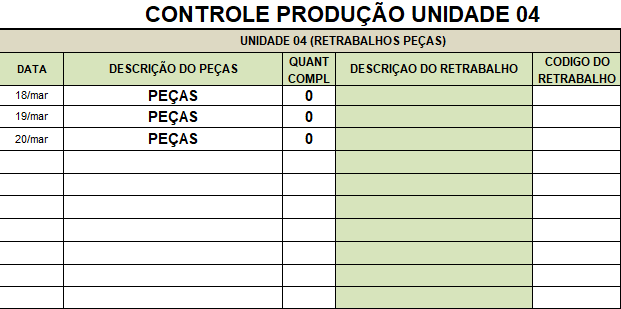 CONTROLE PRODUÇÃO UNIDADE 04
UNIDADE 04 (RETRABALHOS PEÇAS)
DATA DESCRIÇÃO DO PEÇAS QUANT COMPL DESCRIÇAO DO RETRABALHO CODIGO DO RETRABALHO
18/mar PEÇAS 0
19/mar PEÇAS 0
20/mar PEÇAS 0